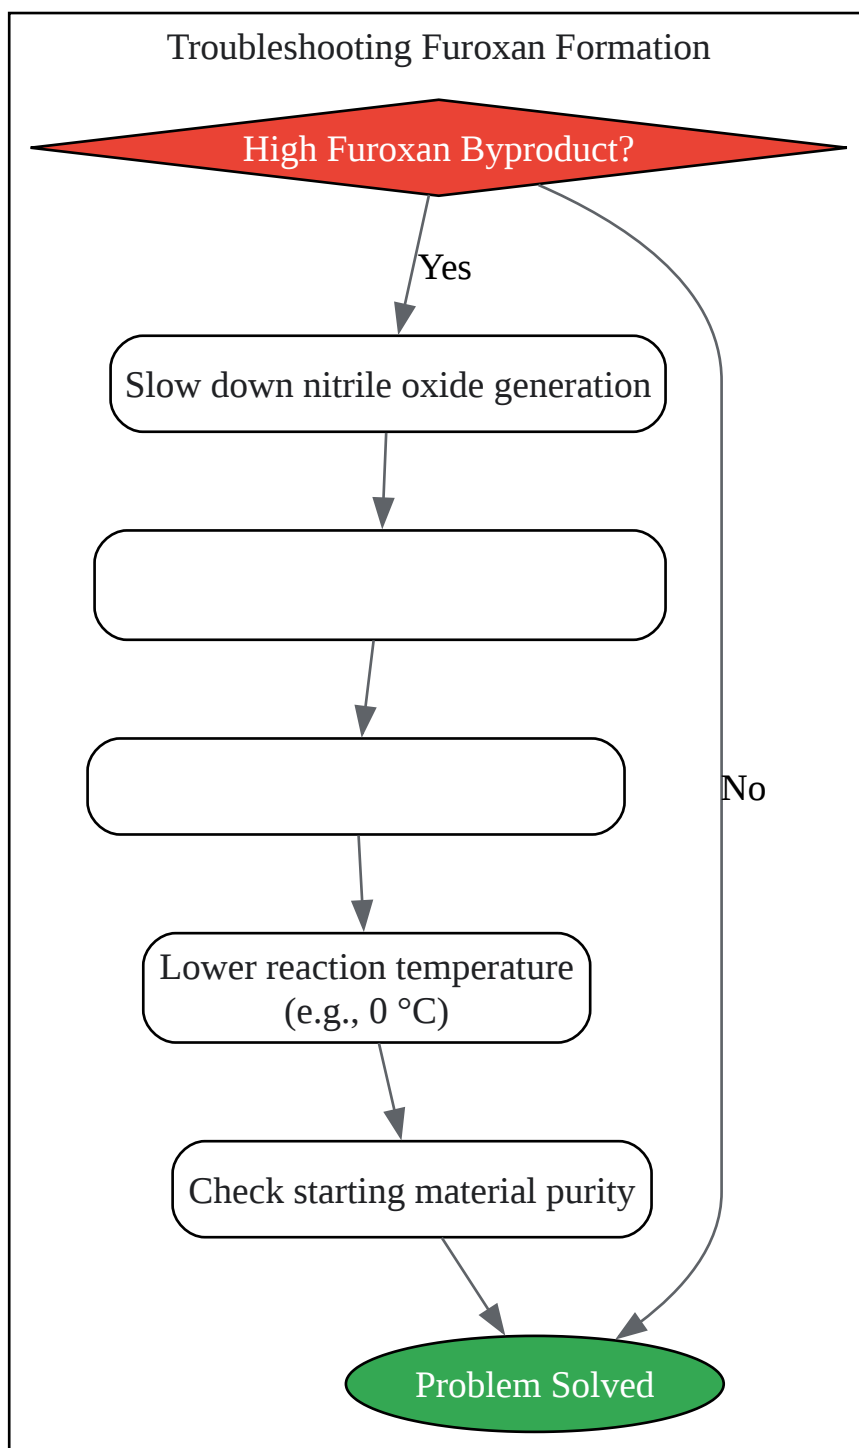 Troubleshooting Furoxan Formation
High Furoxan Byproduct?
Yes
Slow down nitrile oxide generation
No
Lower reaction temperature
(e.g., 0 °C)
Check starting material purity
Problem Solved